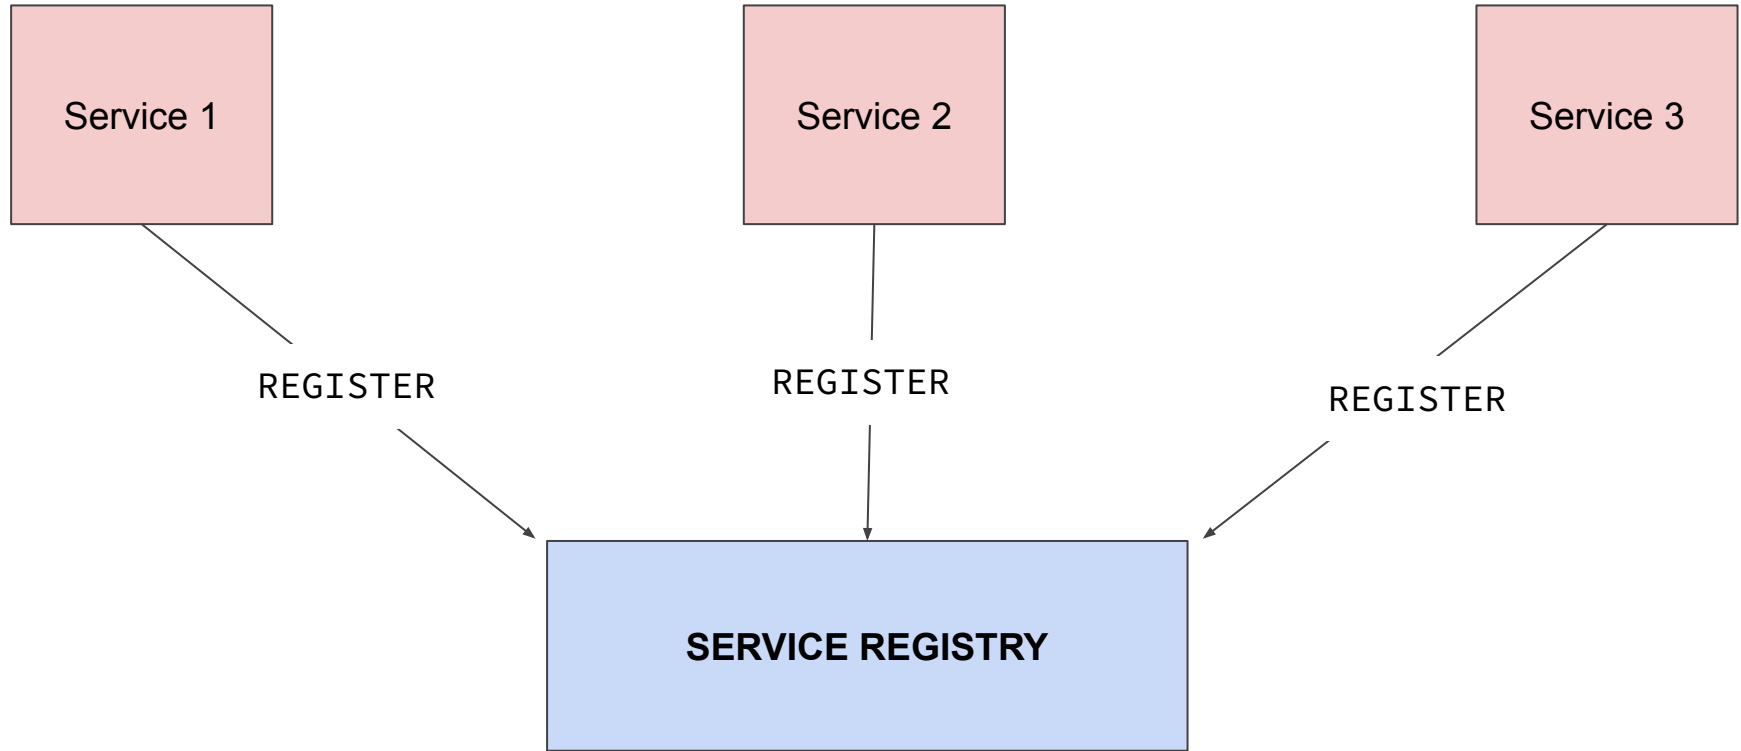 Service 1
Service 2
Service 3
REGISTER
REGISTER
REGISTER
SERVICE REGISTRY